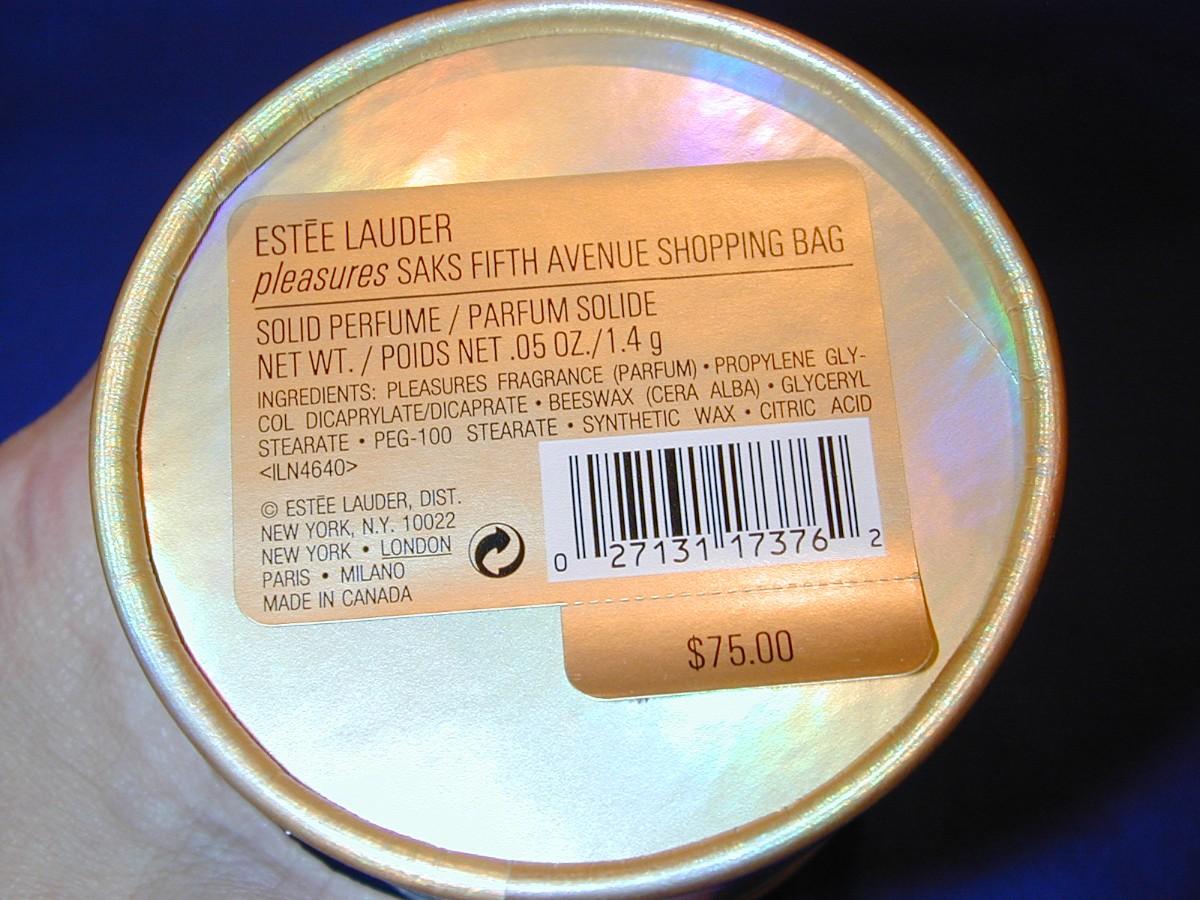 ESTĒE LAUDER
pleasures SAKS FIFTH AVENUE SHOPPING BAG
SOLID PERFUME / PARFUM SOLIDE
NET WT. / POIDS NET .05 OZ./1.4 g
INGREDIENTS: PLEASURES FRAGRANCE (PARFUM) • PROPYLENE GLY-
COL DICAPRYLATE/DICAPRATE • BEESWAX (CERA ALBA) • GLYCERYL
STEARATE • PEG-100 STEARATE • SYNTHETIC WAX • CITRIC ACID
<ILN4640>
© ESTĒE LAUDER, DIST.
NEW YORK, N.Y. 10022
NEW YORK • LONDON
PARIS • MILANO
MADE IN CANADA
0 27131 17376 2
$75.00